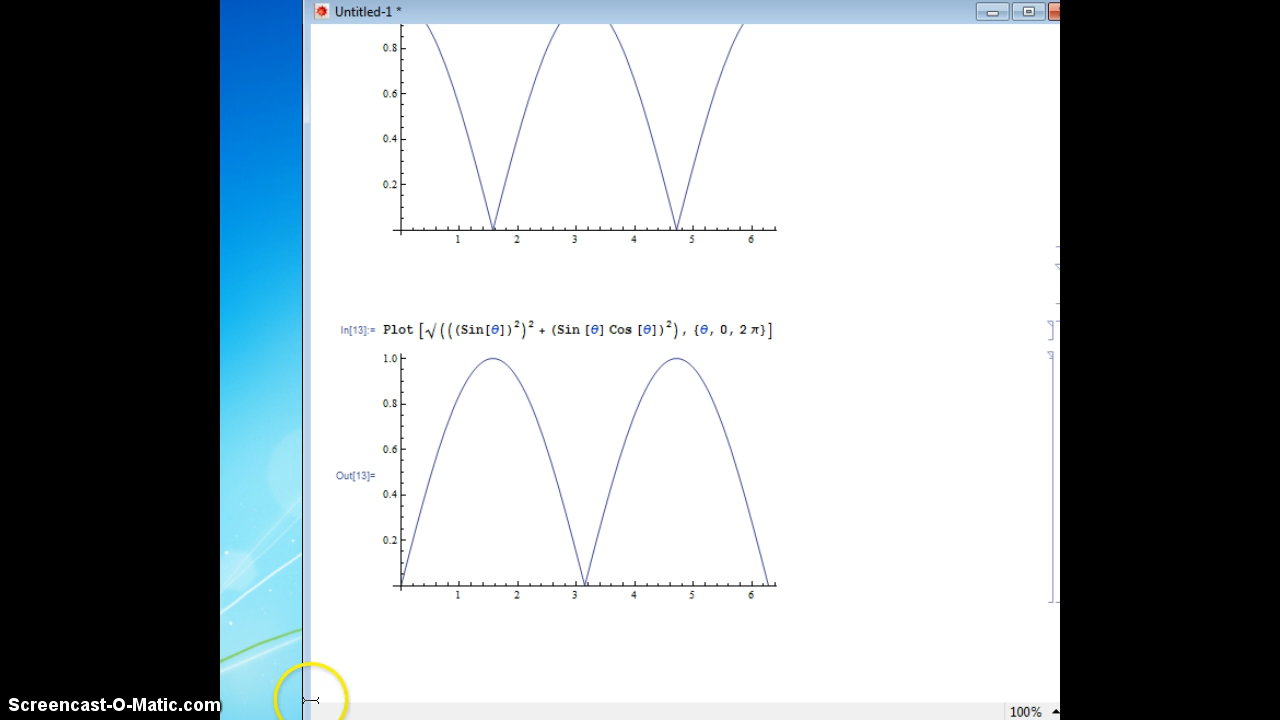 Untitled-1 *
0.8
0.6
0.4
0.2
1 2 3 4 5 6
In[13]:= Plot [√(((Sin[θ])²)² + (Sin [θ] Cos [θ])²), {θ, 0, 2 π}]
1.0
0.8
0.6
Out[13]=
0.4
0.2
1 2 3 4 5 6
Screencast-O-Matic.com
100%